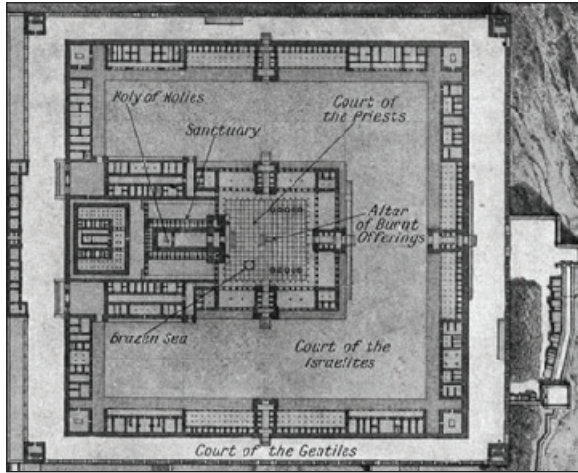 Holy of Holies
Court of
the Priests
Sanctuary
Altar
of Burnt
Offerings
Brazen Sea
Court of the
Israelites
Court of the Gentiles